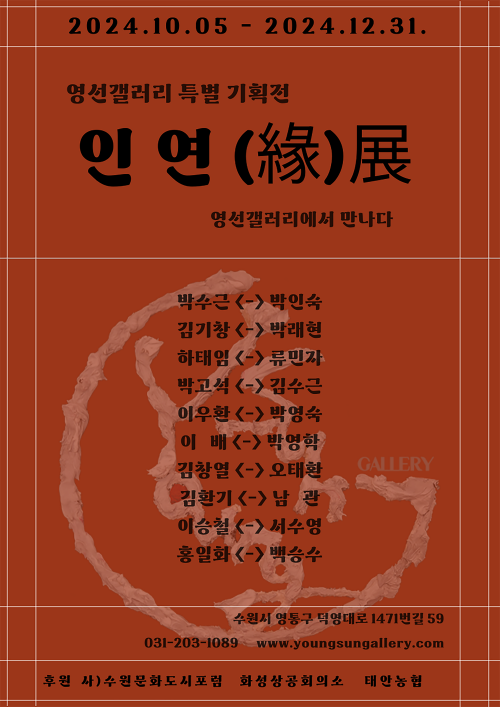 2024.10.05 - 2024.12.31.
영선갤러리 특별 기획전
인 연 (緣)展
영선갤러리에서 만나다
박수근 <-> 박인숙
김기창 <-> 박래현
하태임 <-> 류민자
박고석 <-> 김수근
이우환 <-> 박영숙
이 배 <-> 박영학
GALLERY
김창열 <-> 오태환
김환기 <-> 남 관
이승철 <-> 서수영
홍일화 <-> 백승수
수원시 영통구 덕영대로 1471번길 59
031-203-1089 www.youngsungallery.com
후원 사)수원문화도시포럼 화성상공회의소 태안농협